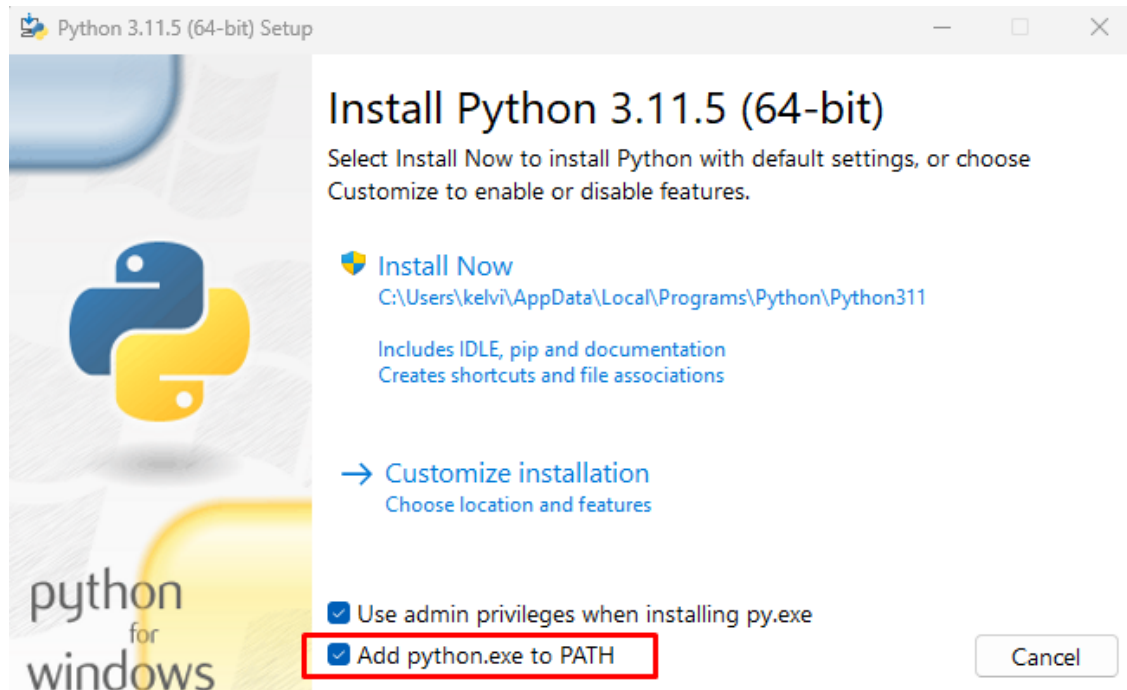 Python 3.11.5 (64-bit) Setup
Install Python 3.11.5 (64-bit)
Select Install Now to install Python with default settings, or choose
Customize to enable or disable features.
Install Now
C:\Users\kelvi\AppData\Local\Programs\Python\Python311
Includes IDLE, pip and documentation
Creates shortcuts and file associations
Customize installation
Choose location and features
python
for
windows
Use admin privileges when installing py.exe
Add python.exe to PATH
Cancel